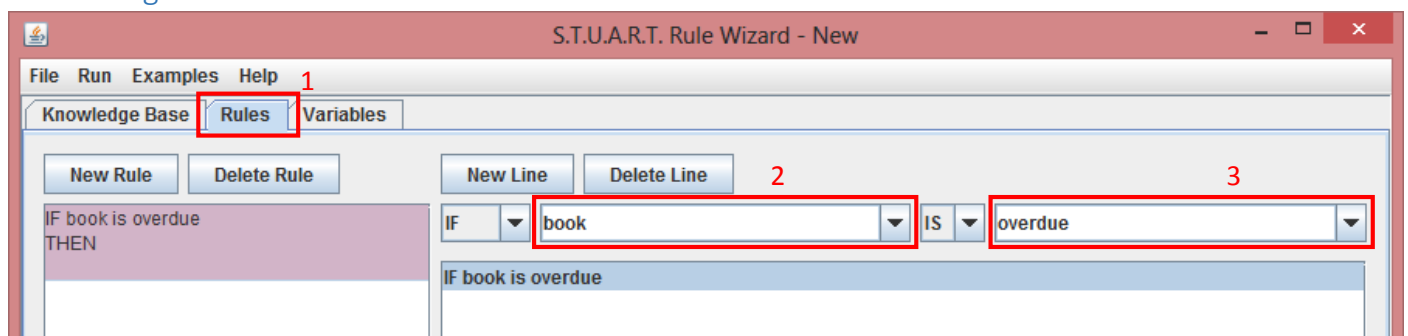 S.T.U.A.R.T. Rule Wizard - New
File Run Examples Help 1
Knowledge Base Rules Variables
New Rule Delete Rule New Line Delete Line 2 3
IF book is overdue
THEN
IF book IS overdue
IF book is overdue